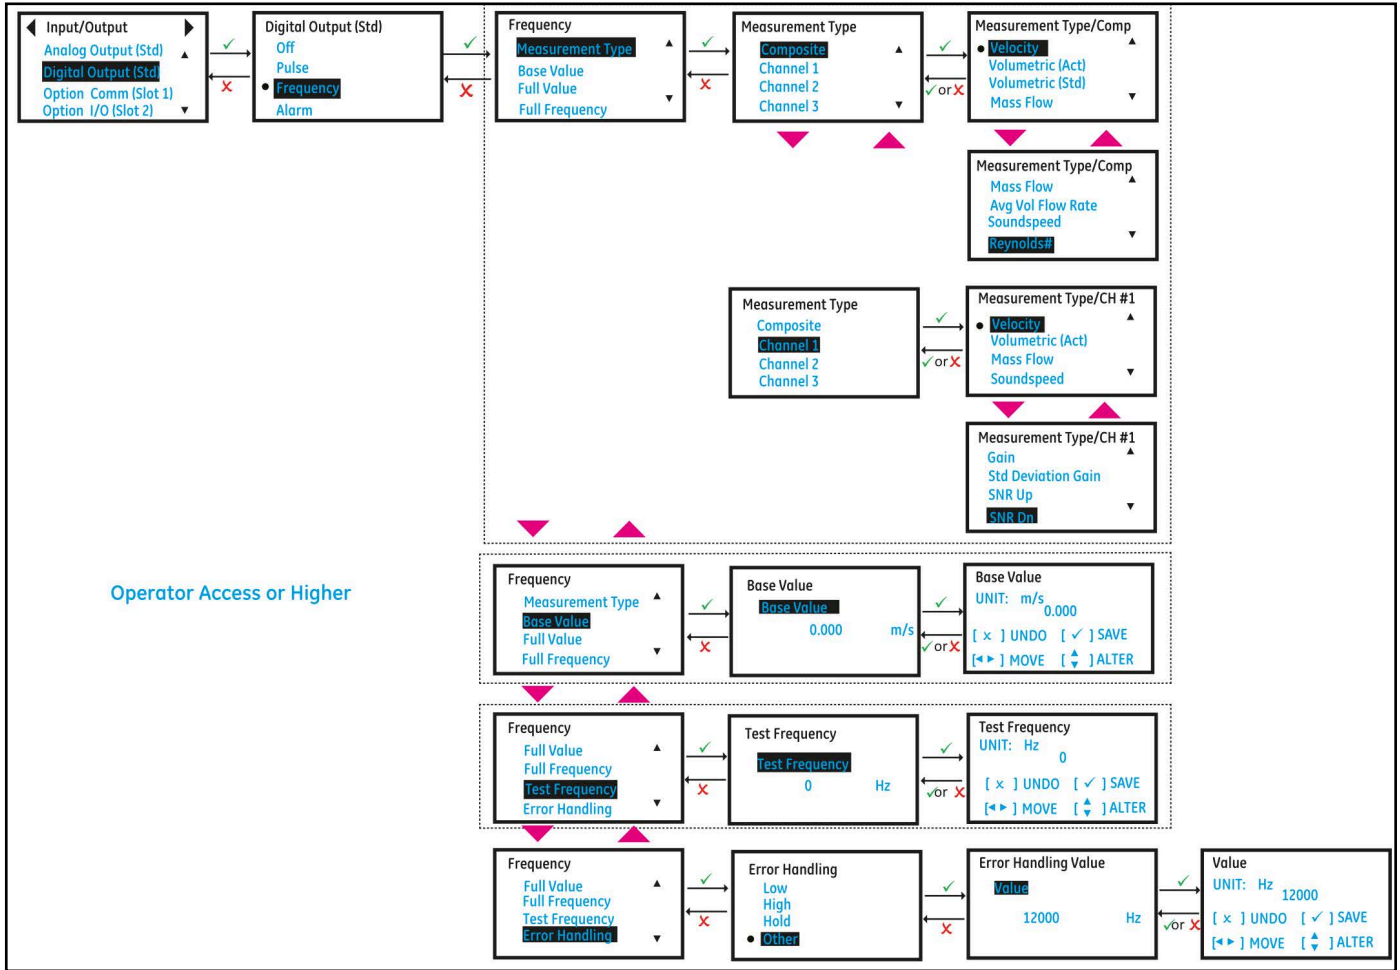 Input/Output
Analog Output (Std)
Digital Output (Std)
Option Comm (Slot 1)
Option I/O (Slot 2)
Digital Output (Std)
Off
Pulse
Frequency
Alarm
Frequency
Measurement Type
Base Value
Full Value
Full Frequency
Measurement Type
Composite
Channel 1
Channel 2
Channel 3
Measurement Type/Comp
Velocity
Volumetric (Act)
Volumetric (Std)
Mass Flow
✓ or X
Measurement Type/Comp
Mass Flow
Avg Vol Flow Rate
Soundspeed
Reynolds#
Measurement Type
Composite
Channel 1
Channel 2
Channel 3
Measurement Type/CH #1
Velocity
Volumetric (Act)
Mass Flow
Soundspeed
✓ or X
Measurement Type/CH #1
Gain
Std Deviation Gain
SNR Up
SNR Dn
Operator Access or Higher
Frequency
Measurement Type
Base Value
Full Value
Full Frequency
Base Value
Base Value
0.000 m/s
✓ or X
Base Value
UNIT: m/s
0.000
[ x ] UNDO [ ✓ ] SAVE
[◄ ► ] MOVE [ ▲▼ ] ALTER
Frequency
Full Value
Full Frequency
Test Frequency
Error Handling
Test Frequency
Test Frequency
0 Hz
✓ or X
Test Frequency
UNIT: Hz
0
[ x ] UNDO [ ✓ ] SAVE
[◄ ► ] MOVE [ ▲▼ ] ALTER
Frequency
Full Value
Full Frequency
Test Frequency
Error Handling
Error Handling
Low
High
Hold
Other
Error Handling Value
Value
12000 Hz
✓ or X
Value
UNIT: Hz
12000
[ x ] UNDO [ ✓ ] SAVE
[◄ ► ] MOVE [ ▲▼ ] ALTER